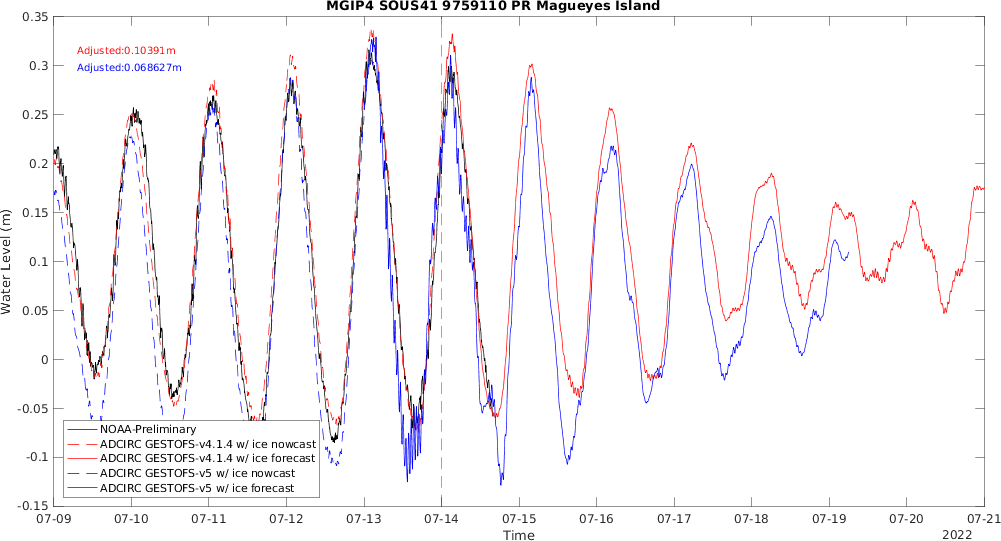 MGIP4 SOUS41 9759110 PR Magueyes Island
0.35
0.3
0.25
0.2
0.15
0.1
0.05
0
-0.05
-0.1
-0.15
Water Level (m)
Adjusted:0.10391m
Adjusted:0.068627m
NOAA-Preliminary
ADCIRC GESTOFS-v4.1.4 w/ ice nowcast
ADCIRC GESTOFS-v4.1.4 w/ ice forecast
ADCIRC GESTOFS-v5 w/ ice nowcast
ADCIRC GESTOFS-v5 w/ ice forecast
07-09 07-10 07-11 07-12 07-13 07-14 07-15 07-16 07-17 07-18 07-19 07-20 07-21
Time
2022